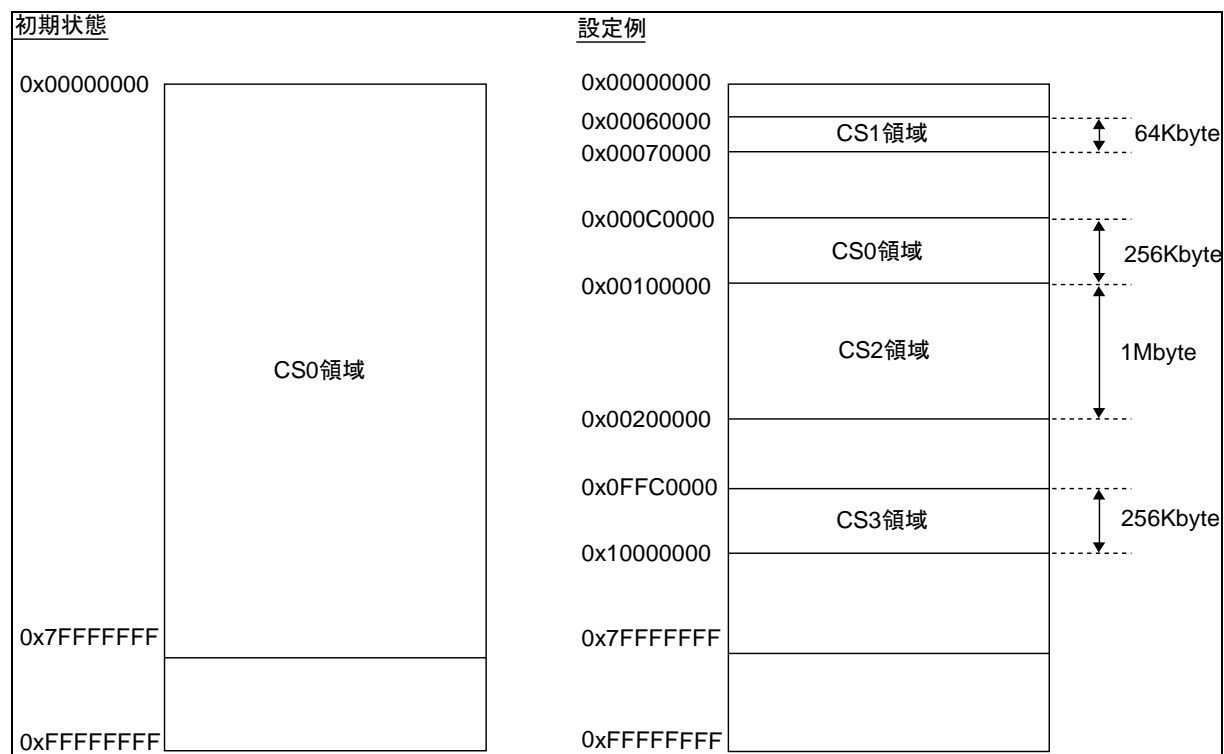 初期状態
0x00000000
CS0領域
0x7FFFFFFF
0xFFFFFFFF
設定例
0x00000000
0x00060000
CS1領域
64Kbyte
0x00070000
0x000C0000
CS0領域
256Kbyte
0x00100000
CS2領域
1Mbyte
0x00200000
0x0FFC0000
CS3領域
256Kbyte
0x10000000
0x7FFFFFFF
0xFFFFFFFF